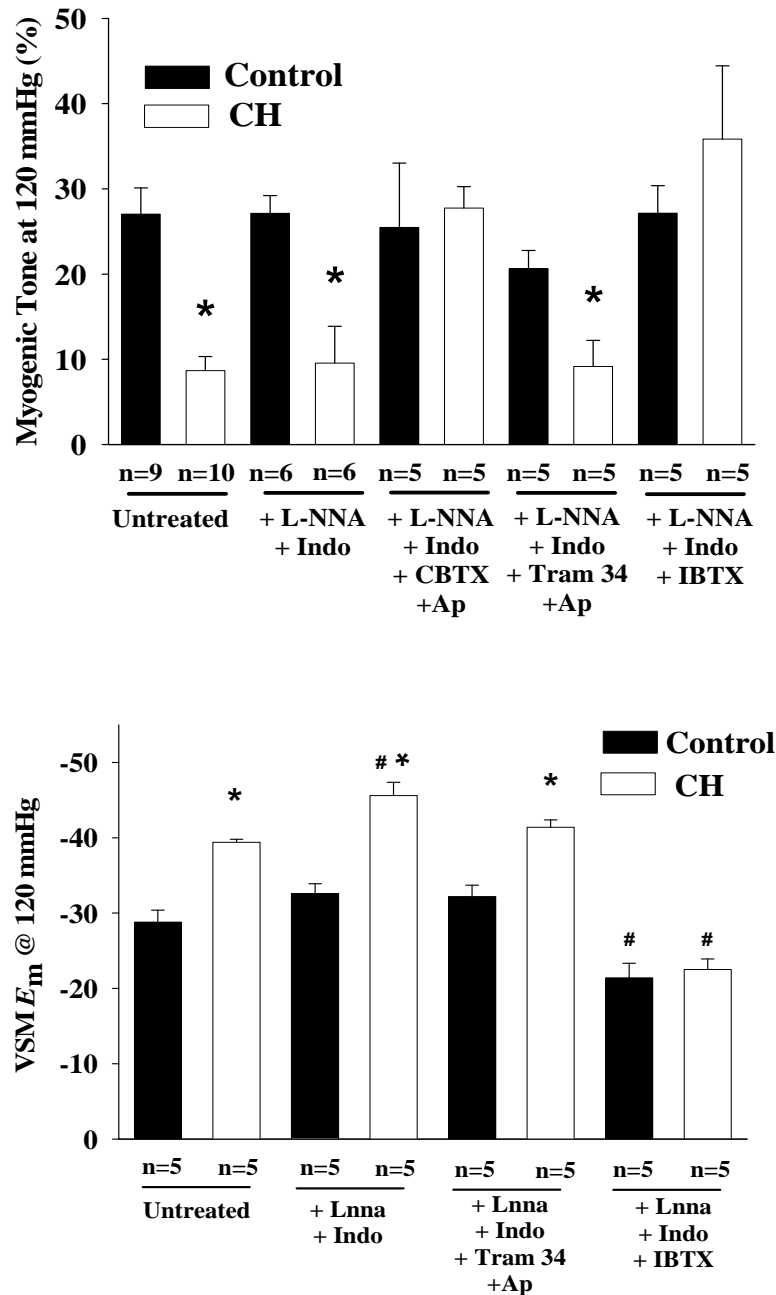 Myogenic Tone at 120 mmHg (%)
50
40
30
20
10
0
Control
CH
*
*
*
n=9 n=10 n=6 n=6 n=5 n=5 n=5 n=5 n=5 n=5
Untreated
+ L-NNA
+ Indo
+ L-NNA
+ Indo
+ CBTX
+Ap
+ L-NNA
+ Indo
+ Tram 34
+Ap
+ L-NNA
+ Indo
+ IBTX
VSM Em @ 120 mmHg
-50
-40
-30
-20
-10
0
Control
CH
*
# *
*
#
#
n=5 n=5 n=5 n=5 n=5 n=5 n=5 n=5
Untreated
+ Lnna
+ Indo
+ Lnna
+ Indo
+ Tram 34
+Ap
+ Lnna
+ Indo
+ IBTX